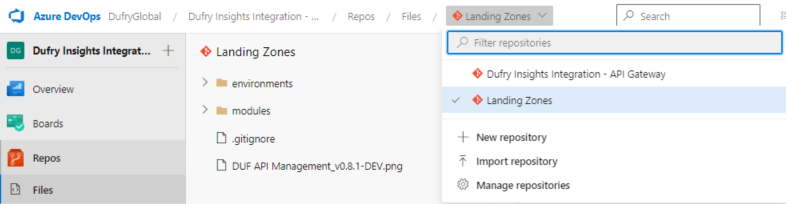 Azure DevOps DufryGlobal / Dufry Insights Integration - ... / Repos / Files / Landing Zones Search
DG Dufry Insights Integrat... +
Overview
Boards
Repos
Files
Landing Zones
environments
modules
.gitignore
DUF API Management_v0.8.1-DEV.png
Filter repositories
Dufry Insights Integration - API Gateway
Landing Zones
New repository
Import repository
Manage repositories